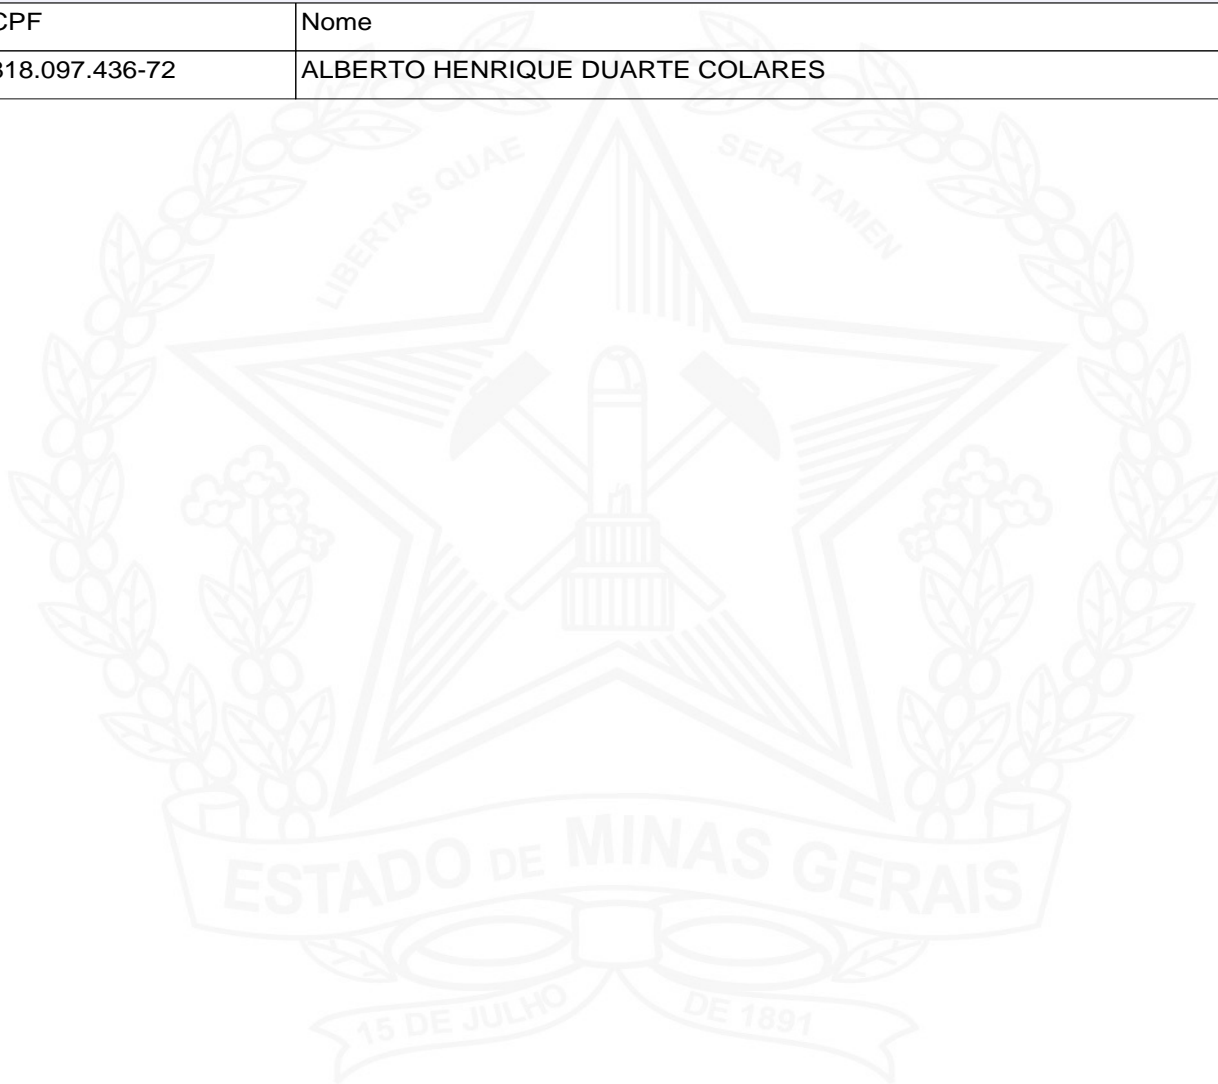 CPF Nome
318.097.436-72 ALBERTO HENRIQUE DUARTE COLARES
LIBERTAS QUAE SERA TAMEN
ESTADO DE MINAS GERAIS
15 DE JULHO DE 1891